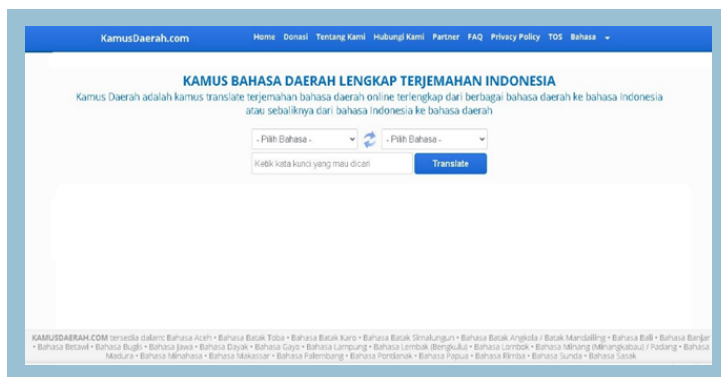 KamusDaerah.com Home Donasi Tentang Kami Hubungi Kami Partner FAQ Privacy Policy TOS Bahasa
KAMUS BAHASA DAERAH LENGKAP TERJEMAHAN INDONESIA
Kamus Daerah adalah kamus translate terjemahan bahasa daerah online terlengkap dari berbagai bahasa daerah ke bahasa Indonesia
atau sebaliknya dari bahasa Indonesia ke bahasa daerah
- Pilih Bahasa - - Pilih Bahasa -
Ketik kata kunci yang mau dicari Translate
KAMUSDAERAH.COM tersedia dalam: Bahasa Aceh • Bahasa Batak Toba • Bahasa Batak Karo • Bahasa Batak Simalungun • Bahasa Batak Angkola / Batak Mandailing • Bahasa Bali • Bahasa Banjar
• Bahasa Betawi • Bahasa Bugis • Bahasa Jawa • Bahasa Dayak • Bahasa Gayo • Bahasa Lampung • Bahasa Lembak (Bengkulu) • Bahasa Lombok • Bahasa Minang (Minangkabau) / Padang • Bahasa
Madura • Bahasa Minahasa • Bahasa Makassar • Bahasa Palembang • Bahasa Pontianak • Bahasa Papua • Bahasa Rimba • Bahasa Sunda • Bahasa Sasak